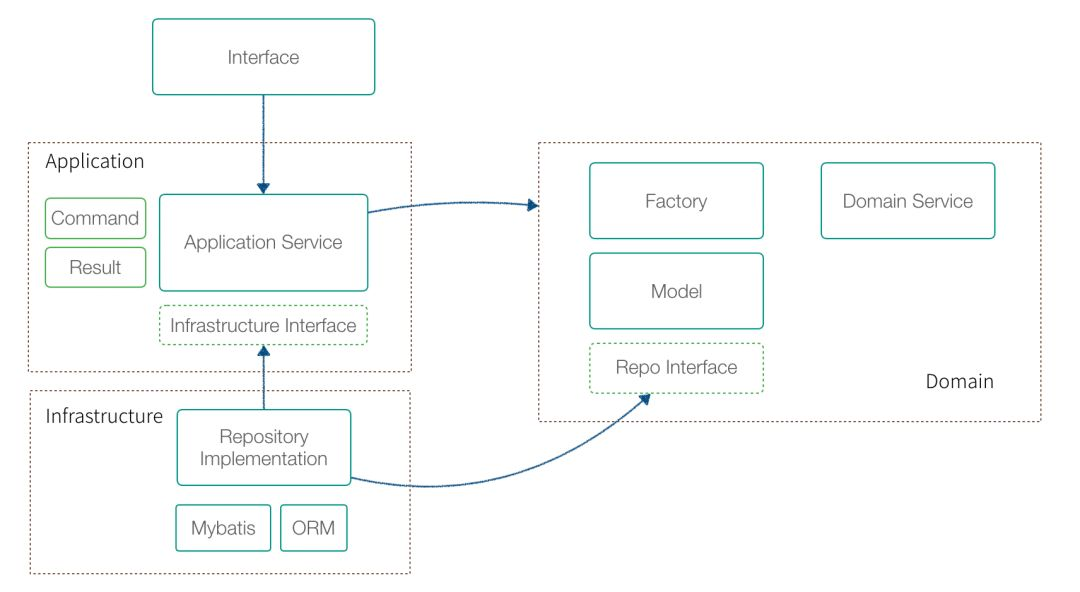 Interface
Application
Command
Result
Application Service
Infrastructure Interface
Infrastructure
Repository
Implementation
Mybatis
ORM
Factory
Domain Service
Model
Repo Interface
Domain